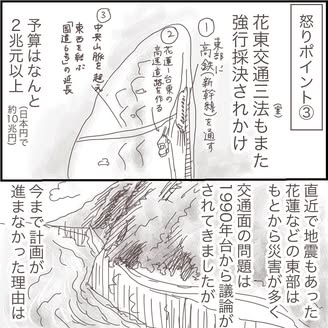 怒りポイント③
花東交通三法もまた
(案)
強行採決されかけ
①東部に
高鉄(新幹線)を通す
②花蓮-台東の
高速道路を作る
③中央山脈を越え
東西を結ぶ
「国道6号」の延長
予算はなんと
2兆元以上
(日本円で
約10兆円)
直近で地震もあった
花蓮などの東部は
もとから災害が多く
交通面の問題は
1990年台から議論が
されてきましたが
今まで計画が
進まなかった理由は